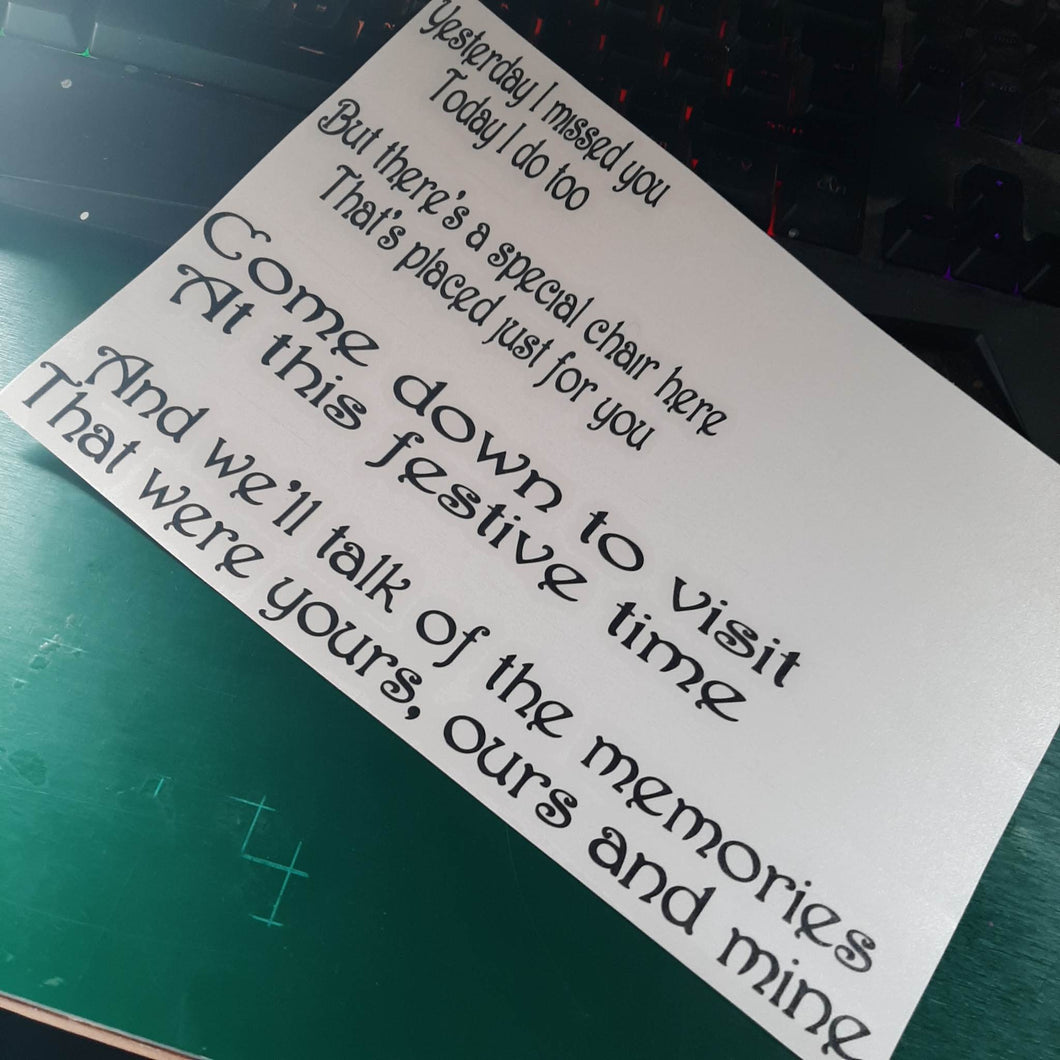 Yesterday I missed you
Today I do too
But there's a special chair here
That's placed just for you
Come down to visit
At this festive time
And we'll talk of the memories
That were yours, ours and mine